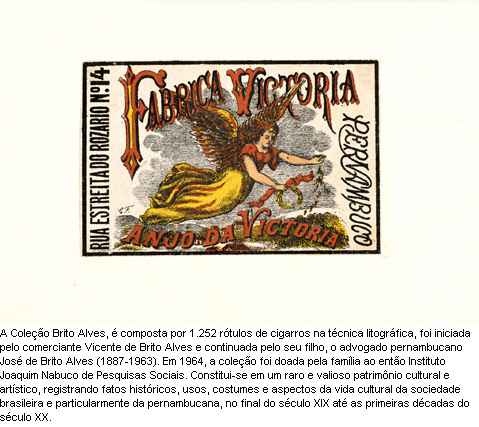 RUA ESTREITA DO ROZARIO Nº 14
FABRICA VICTORIA
PERNAMBUCO
ANJO DA VICTORIA
A Coleção Brito Alves, é composta por 1.252 rótulos de cigarros na técnica litográfica, foi iniciada
pelo comerciante Vicente de Brito Alves e continuada pelo seu filho, o advogado pernambucano
José de Brito Alves (1887-1963). Em 1964, a coleção foi doada pela família ao então Instituto
Joaquim Nabuco de Pesquisas Sociais. Constitui-se em um raro e valioso patrimônio cultural e
artístico, registrando fatos históricos, usos, costumes e aspectos da vida cultural da sociedade
brasileira e particularmente da pernambucana, no final do século XIX até as primeiras décadas do
século XX.